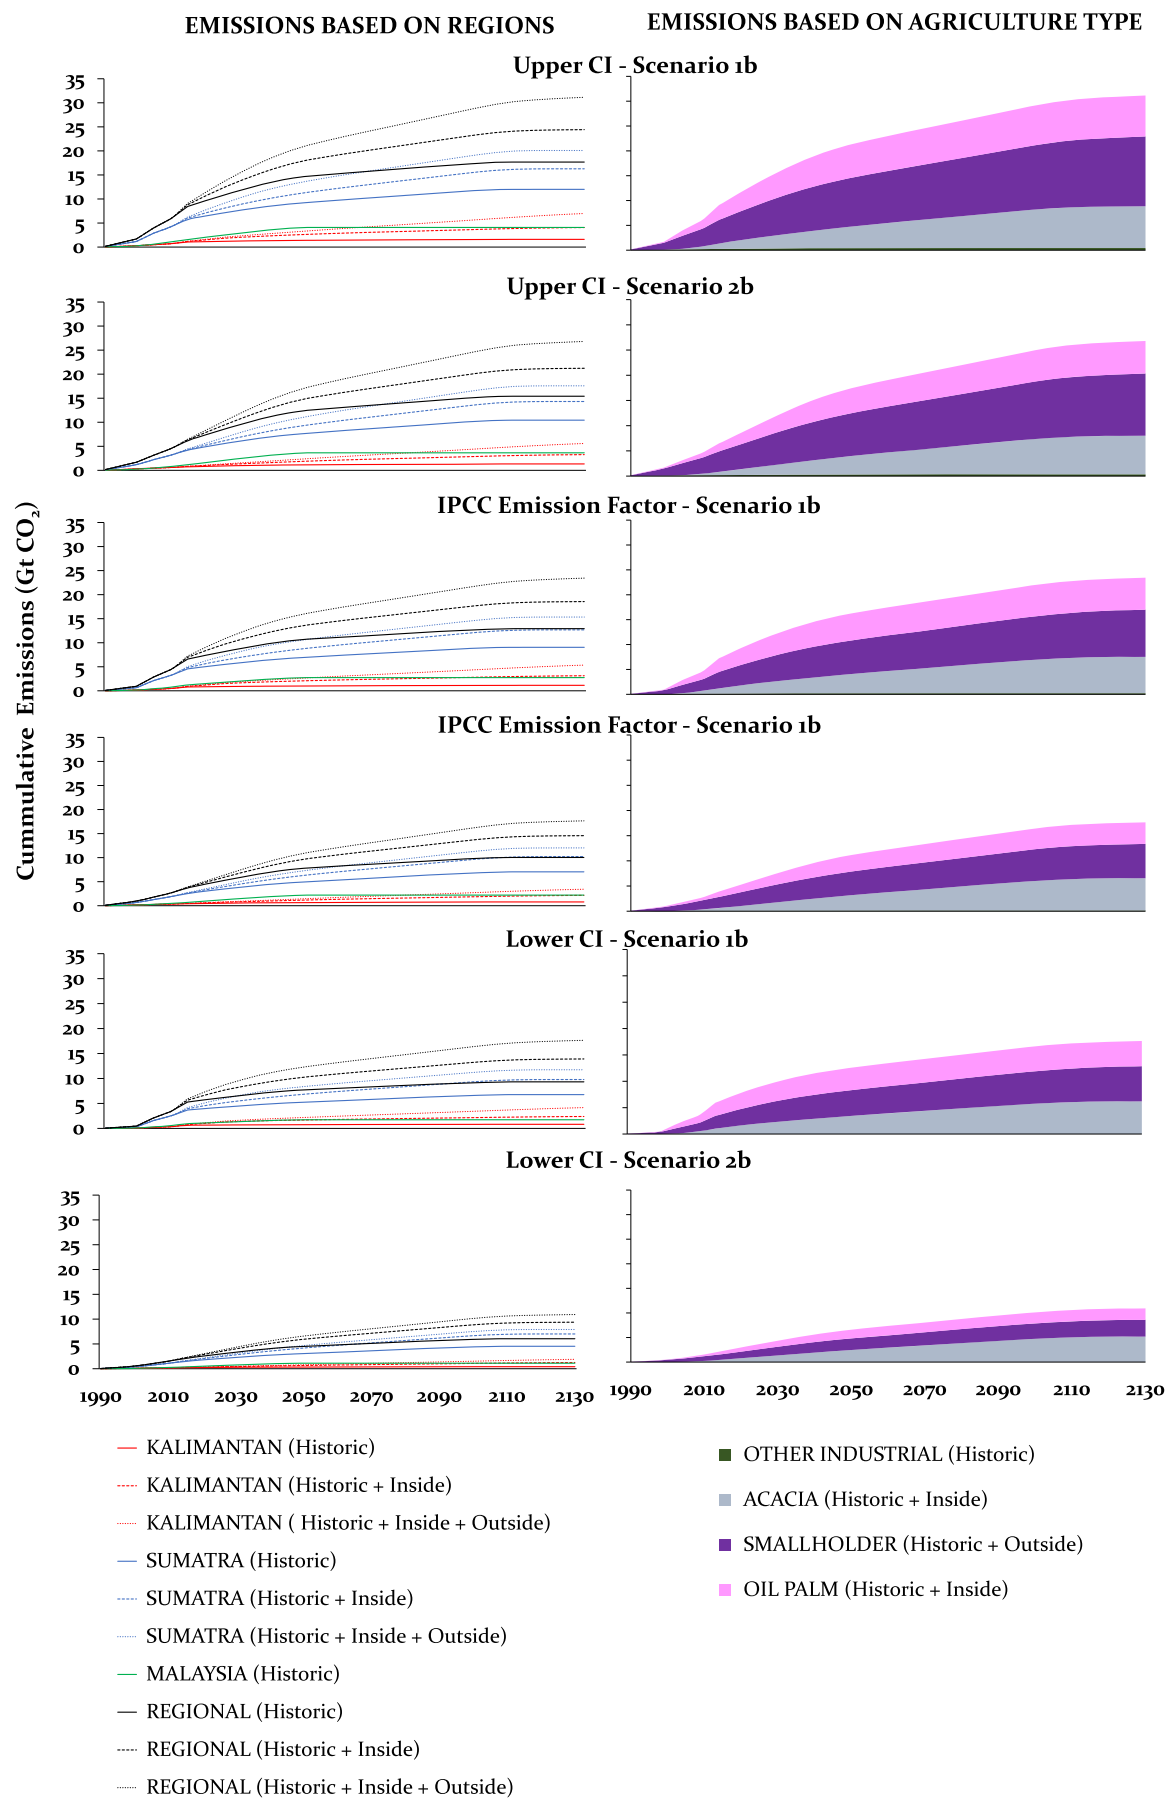 EMISSIONS BASED ON REGIONS
EMISSIONS BASED ON AGRICULTURE TYPE
Cummulative Emissions (Gt CO₂)
Upper CI - Scenario 1b
35
30
25
20
15
10
5
0
Upper CI - Scenario 2b
35
30
25
20
15
10
5
0
IPCC Emission Factor - Scenario 1b
35
30
25
20
15
10
5
0
IPCC Emission Factor - Scenario 1b
35
30
25
20
15
10
5
0
Lower CI - Scenario 1b
35
30
25
20
15
10
5
0
Lower CI - Scenario 2b
35
30
25
20
15
10
5
0
1990 2010 2030 2050 2070 2090 2110 2130
1990 2010 2030 2050 2070 2090 2110 2130
KALIMANTAN (Historic)
KALIMANTAN (Historic + Inside)
KALIMANTAN ( Historic + Inside + Outside)
SUMATRA (Historic)
SUMATRA (Historic + Inside)
SUMATRA (Historic + Inside + Outside)
MALAYSIA (Historic)
REGIONAL (Historic)
REGIONAL (Historic + Inside)
REGIONAL (Historic + Inside + Outside)
OTHER INDUSTRIAL (Historic)
ACACIA (Historic + Inside)
SMALLHOLDER (Historic + Outside)
OIL PALM (Historic + Inside)